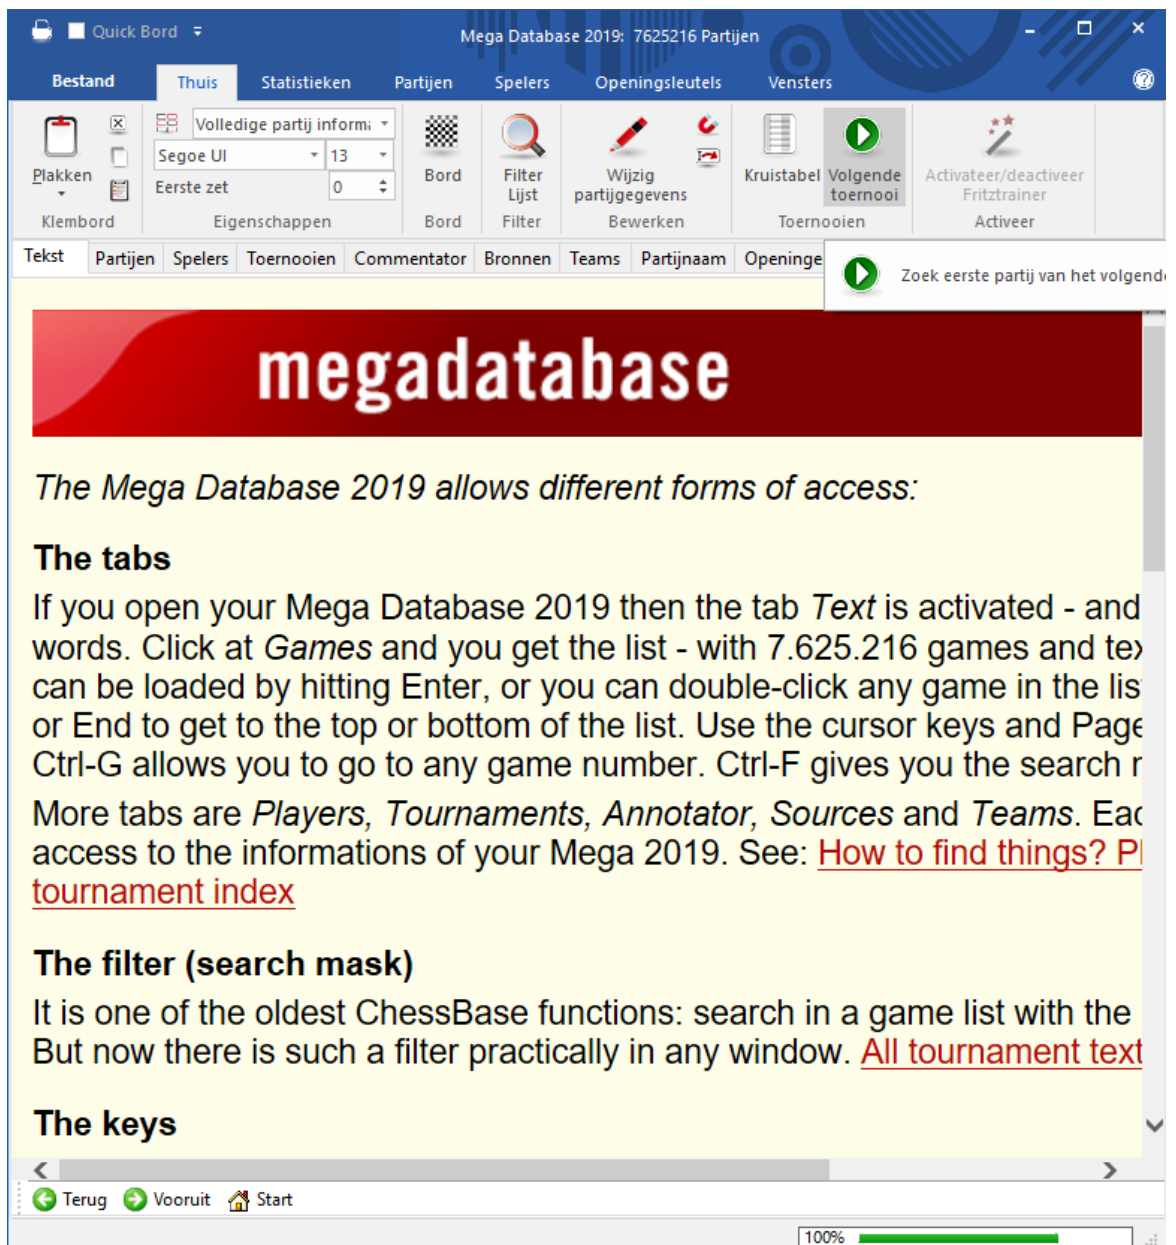 Quick Bord
Mega Database 2019: 7625216 Partijen
Bestand Thuis Statistieken Partijen Spelers Openingsleutels Vensters
Plakken
Klembord
Volledige partij informa
Segoe UI 13
Eerste zet 0
Eigenschappen
Bord
Bord
Filter
Lijst
Filter
Wijzig
partijgegevens
Bewerken
Kruistabel
Volgende
toernooi
Toernooien
Activateer/deactiveer
Fritztrainer
Activeer
Tekst Partijen Spelers Toernooien Commentator Bronnen Teams Partijnaam Openinge
Zoek eerste partij van het volgende
megadatabase
The Mega Database 2019 allows different forms of access:
The tabs
If you open your Mega Database 2019 then the tab Text is activated - and
words. Click at Games and you get the list - with 7.625.216 games and tex
can be loaded by hitting Enter, or you can double-click any game in the lis
or End to get to the top or bottom of the list. Use the cursor keys and Page
Ctrl-G allows you to go to any game number. Ctrl-F gives you the search
More tabs are Players, Tournaments, Annotator, Sources and Teams. Eac
access to the informations of your Mega 2019. See: How to find things? Pl
tournament index
The filter (search mask)
It is one of the oldest ChessBase functions: search in a game list with the
But now there is such a filter practically in any window. All tournament text
The keys
Terug Vooruit Start
100%